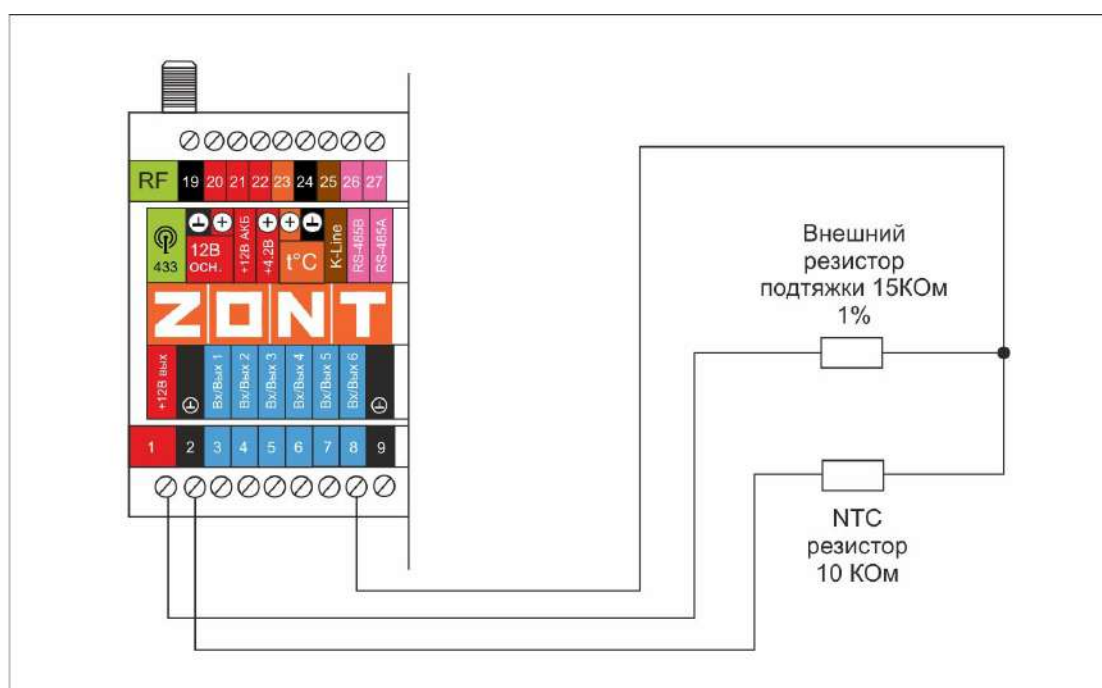 RF 19 20 21 22 23 24 25 26 27
433
12В
осн.
+12В АКБ
+4.2В
t°C
K-Line
RS-485B
RS-485A
ZONT
+12В вых
Вх/Вых 1
Вх/Вых 2
Вх/Вых 3
Вх/Вых 4
Вх/Вых 5
Вх/Вых 6
1 2 3 4 5 6 7 8 9
Внешний
резистор
подтяжки 15КОм
1%
NTC
резистор
10 КОм